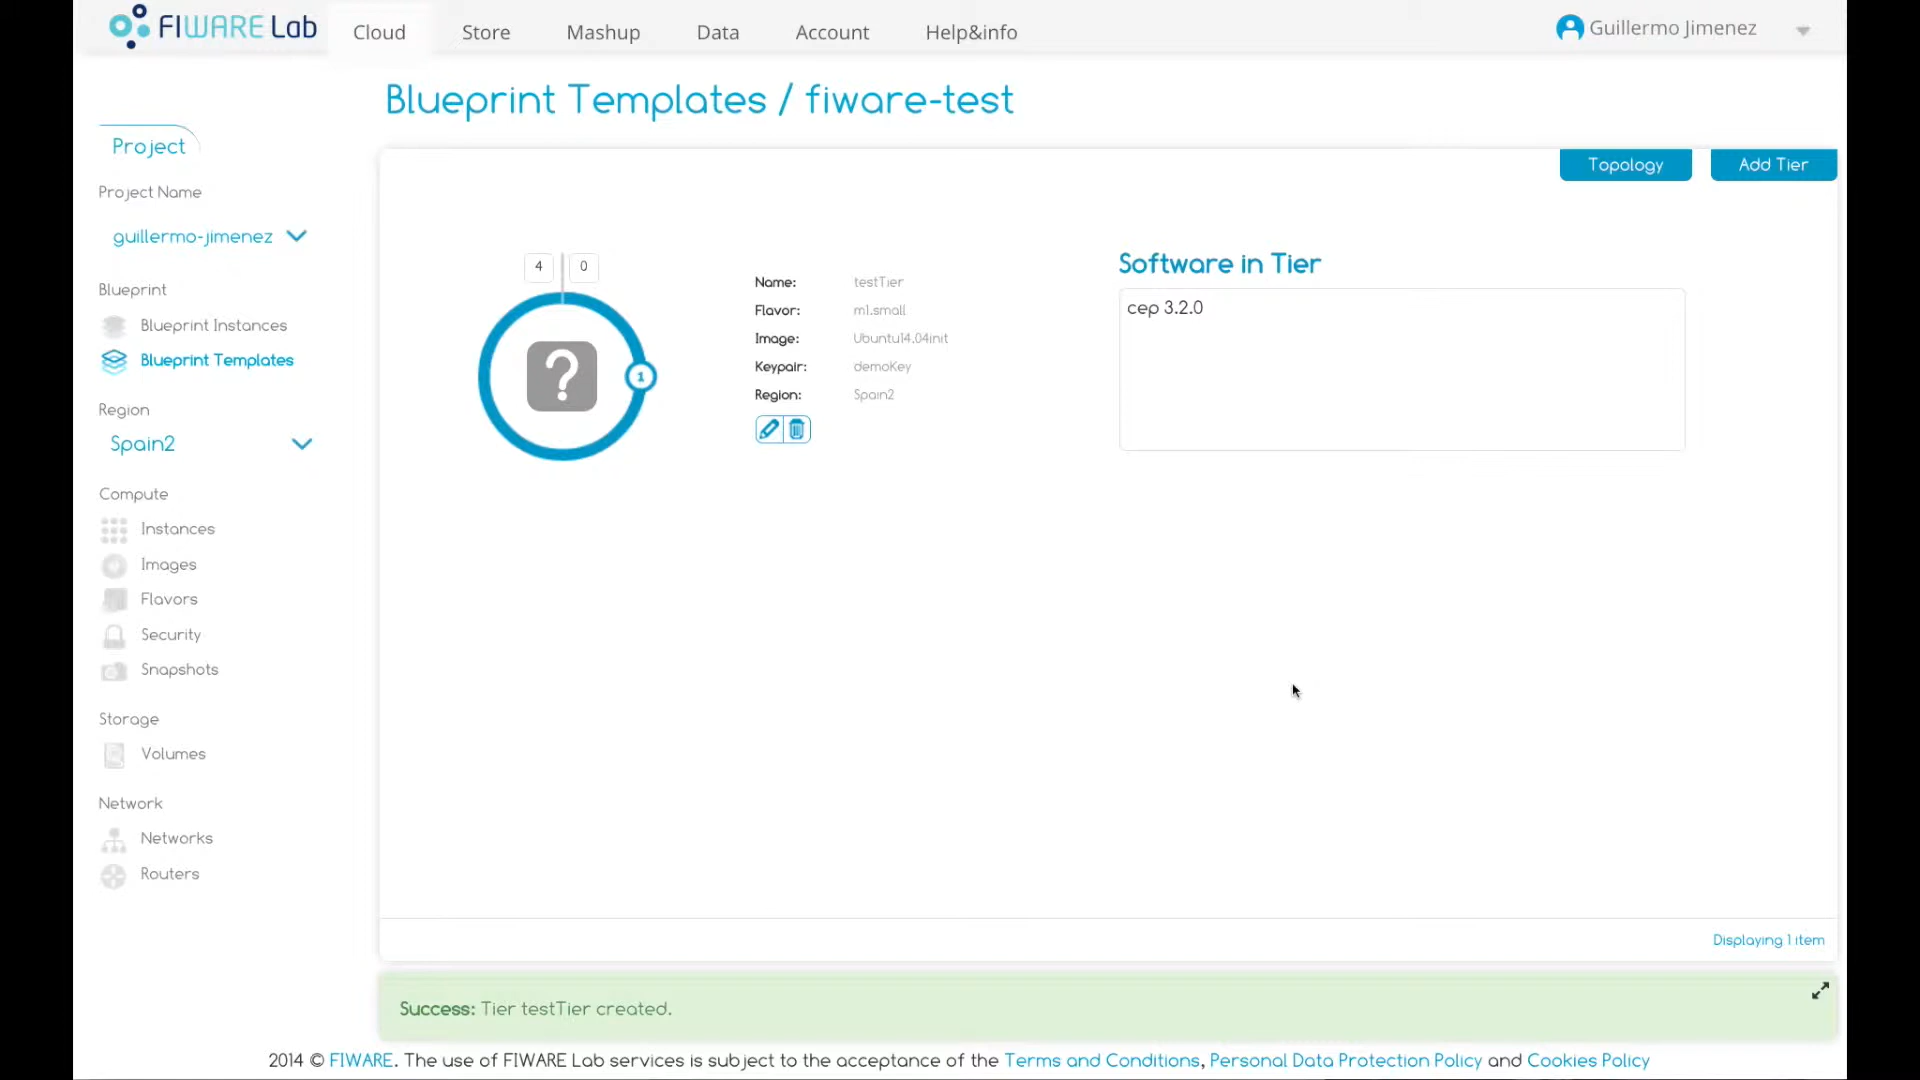 FIWARE Lab
Cloud
Store
Mashup
Data
Account
Help&info
Guillermo Jimenez
Blueprint Templates / fiware-test
Project
Project Name
guillermo-jimenez
Blueprint
Blueprint Instances
Blueprint Templates
Region
Spain2
Compute
Instances
Images
Flavors
Security
Snapshots
Storage
Volumes
Network
Networks
Routers
Topology
Add Tier
4
0
?
1
Name: testTier
Flavor: m1.small
Image: Ubuntu14.04init
Keypair: demoKey
Region: Spain2
Software in Tier
cep 3.2.0
Displaying 1 item
Success: Tier testTier created.
2014 © FIWARE. The use of FIWARE Lab services is subject to the acceptance of the Terms and Conditions, Personal Data Protection Policy and Cookies Policy